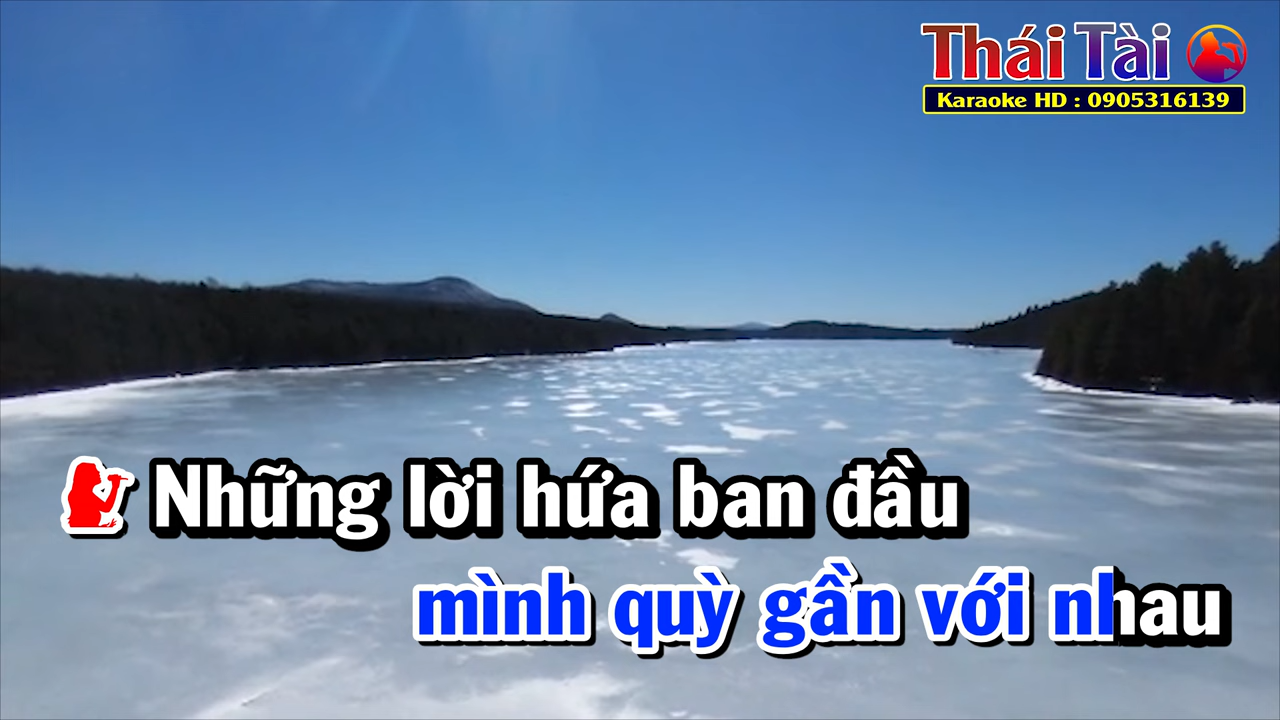 Thái Tài
Karaoke HD : 0905316139
Những lời hứa ban đầu
mình quỳ gần với nhau